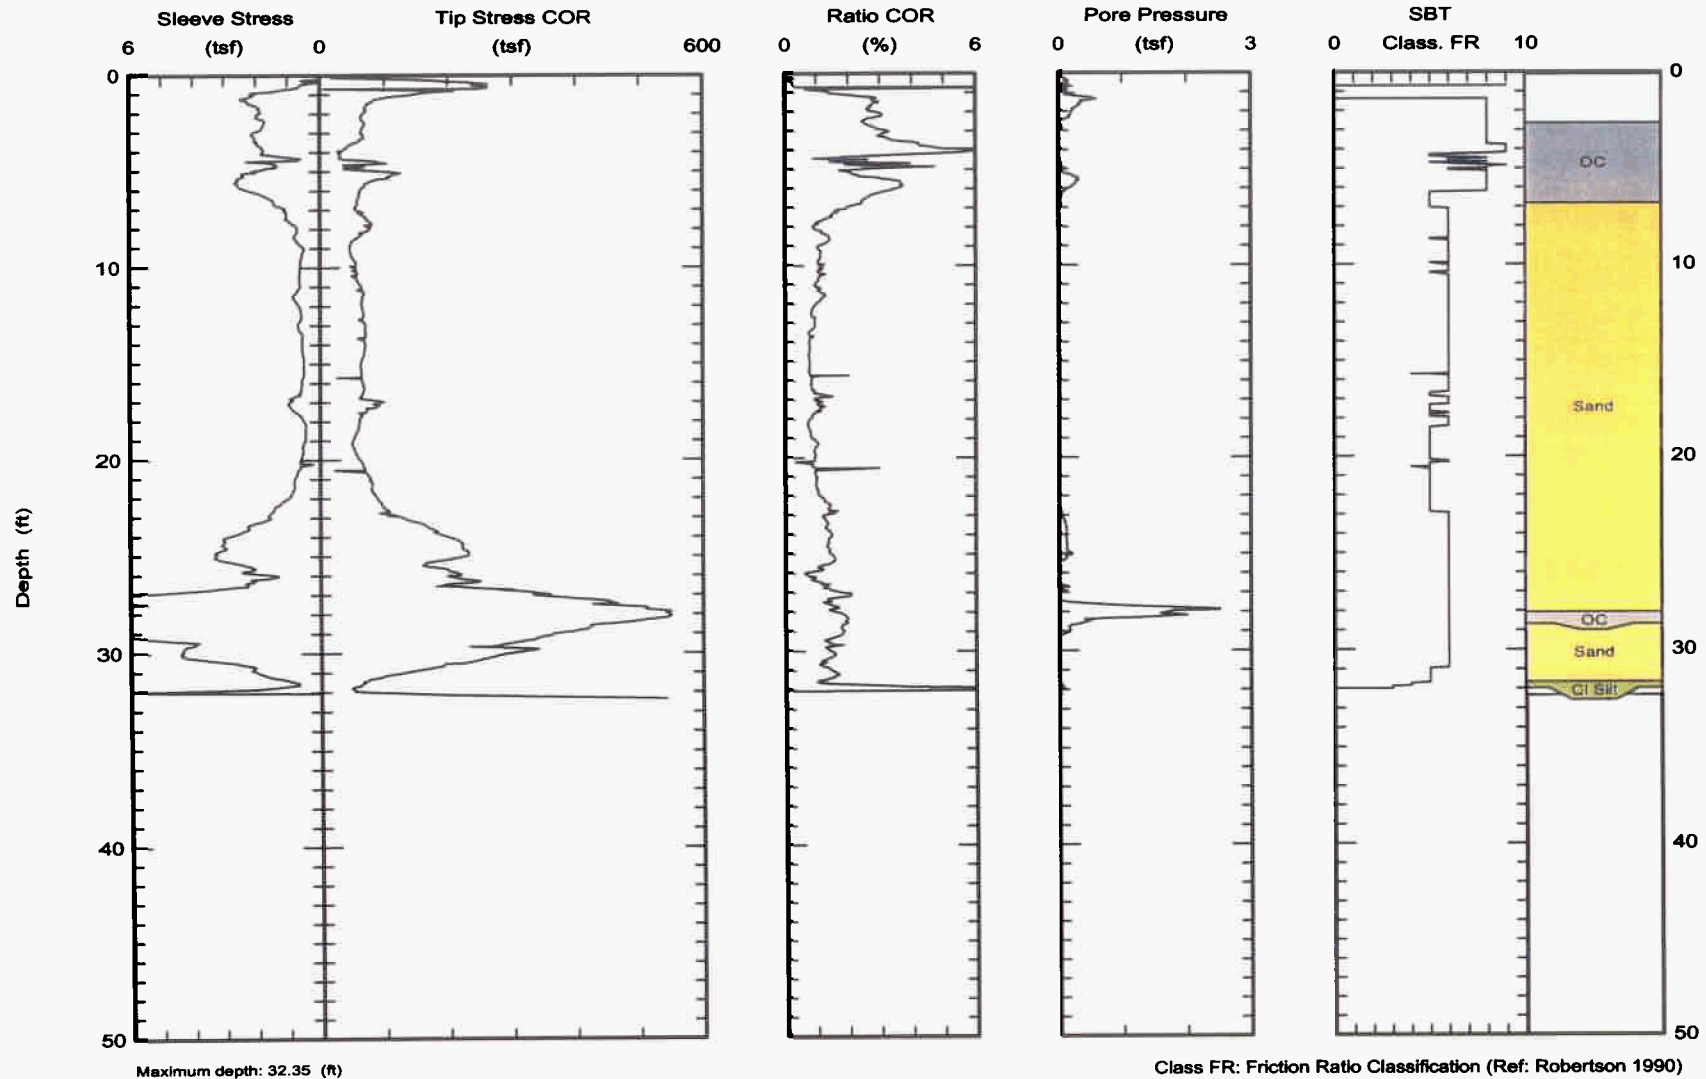 Sleeve Stress Tip Stress COR Ratio COR Pore Pressure SBT
6 (tsf) 0 (tsf) 600 0 (%) 6 0 (tsf) 3 0 Class. FR 10
0 0
OC
10 10
Sand
20 20
Depth (ft)
OC
30 Sand 30
Cl Silt
40 40
50 50
Maximum depth: 32.35 (ft)
Class FR: Friction Ratio Classification (Ref: Robertson 1990)